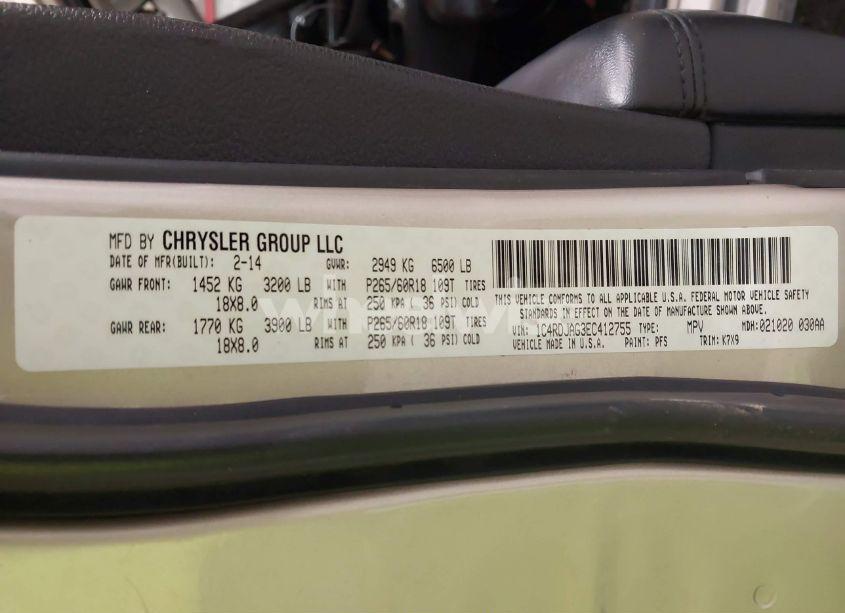 MFD BY CHRYSLER GROUP LLC
DATE OF MFR(BUILT): 2-14 GVWR: 2949 KG 6500 LB
GAWR FRONT: 1452 KG 3200 LB WITH P265/60R18 109T TIRES
18X8.0 RIMS AT 250 KPA ( 36 PSI) COLD
GAWR REAR: 1770 KG 3900 LB WITH P265/60R18 109T TIRES
18X8.0 RIMS AT 250 KPA ( 36 PSI) COLD
THIS VEHICLE CONFORMS TO ALL APPLICABLE U.S.A. FEDERAL MOTOR VEHICLE SAFETY
STANDARDS IN EFFECT ON THE DATE OF MANUFACTURE SHOWN ABOVE.
VIN: 1C4RDJAG3EC412755 TYPE: MPV MDH:021020 030AA
VEHICLE MADE IN U.S.A. PAINT: PFS TRIM: K7X9